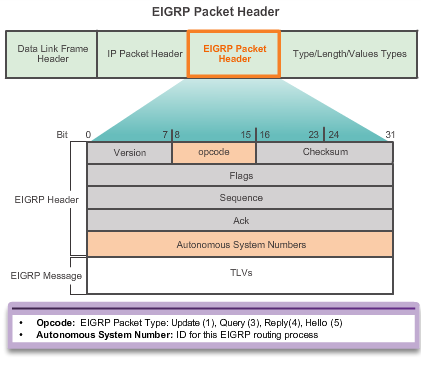 EIGRP Packet Header
Data Link Frame Header
IP Packet Header
EIGRP Packet Header
Type/Length/Values Types
Bit 0 7 8 15 16 23 24 31
Version opcode Checksum
Flags
EIGRP Header
Sequence
Ack
Autonomous System Numbers
EIGRP Message
TLVs
• Opcode: EIGRP Packet Type: Update (1), Query (3), Reply(4), Hello (5)
• Autonomous System Number: ID for this EIGRP routing process